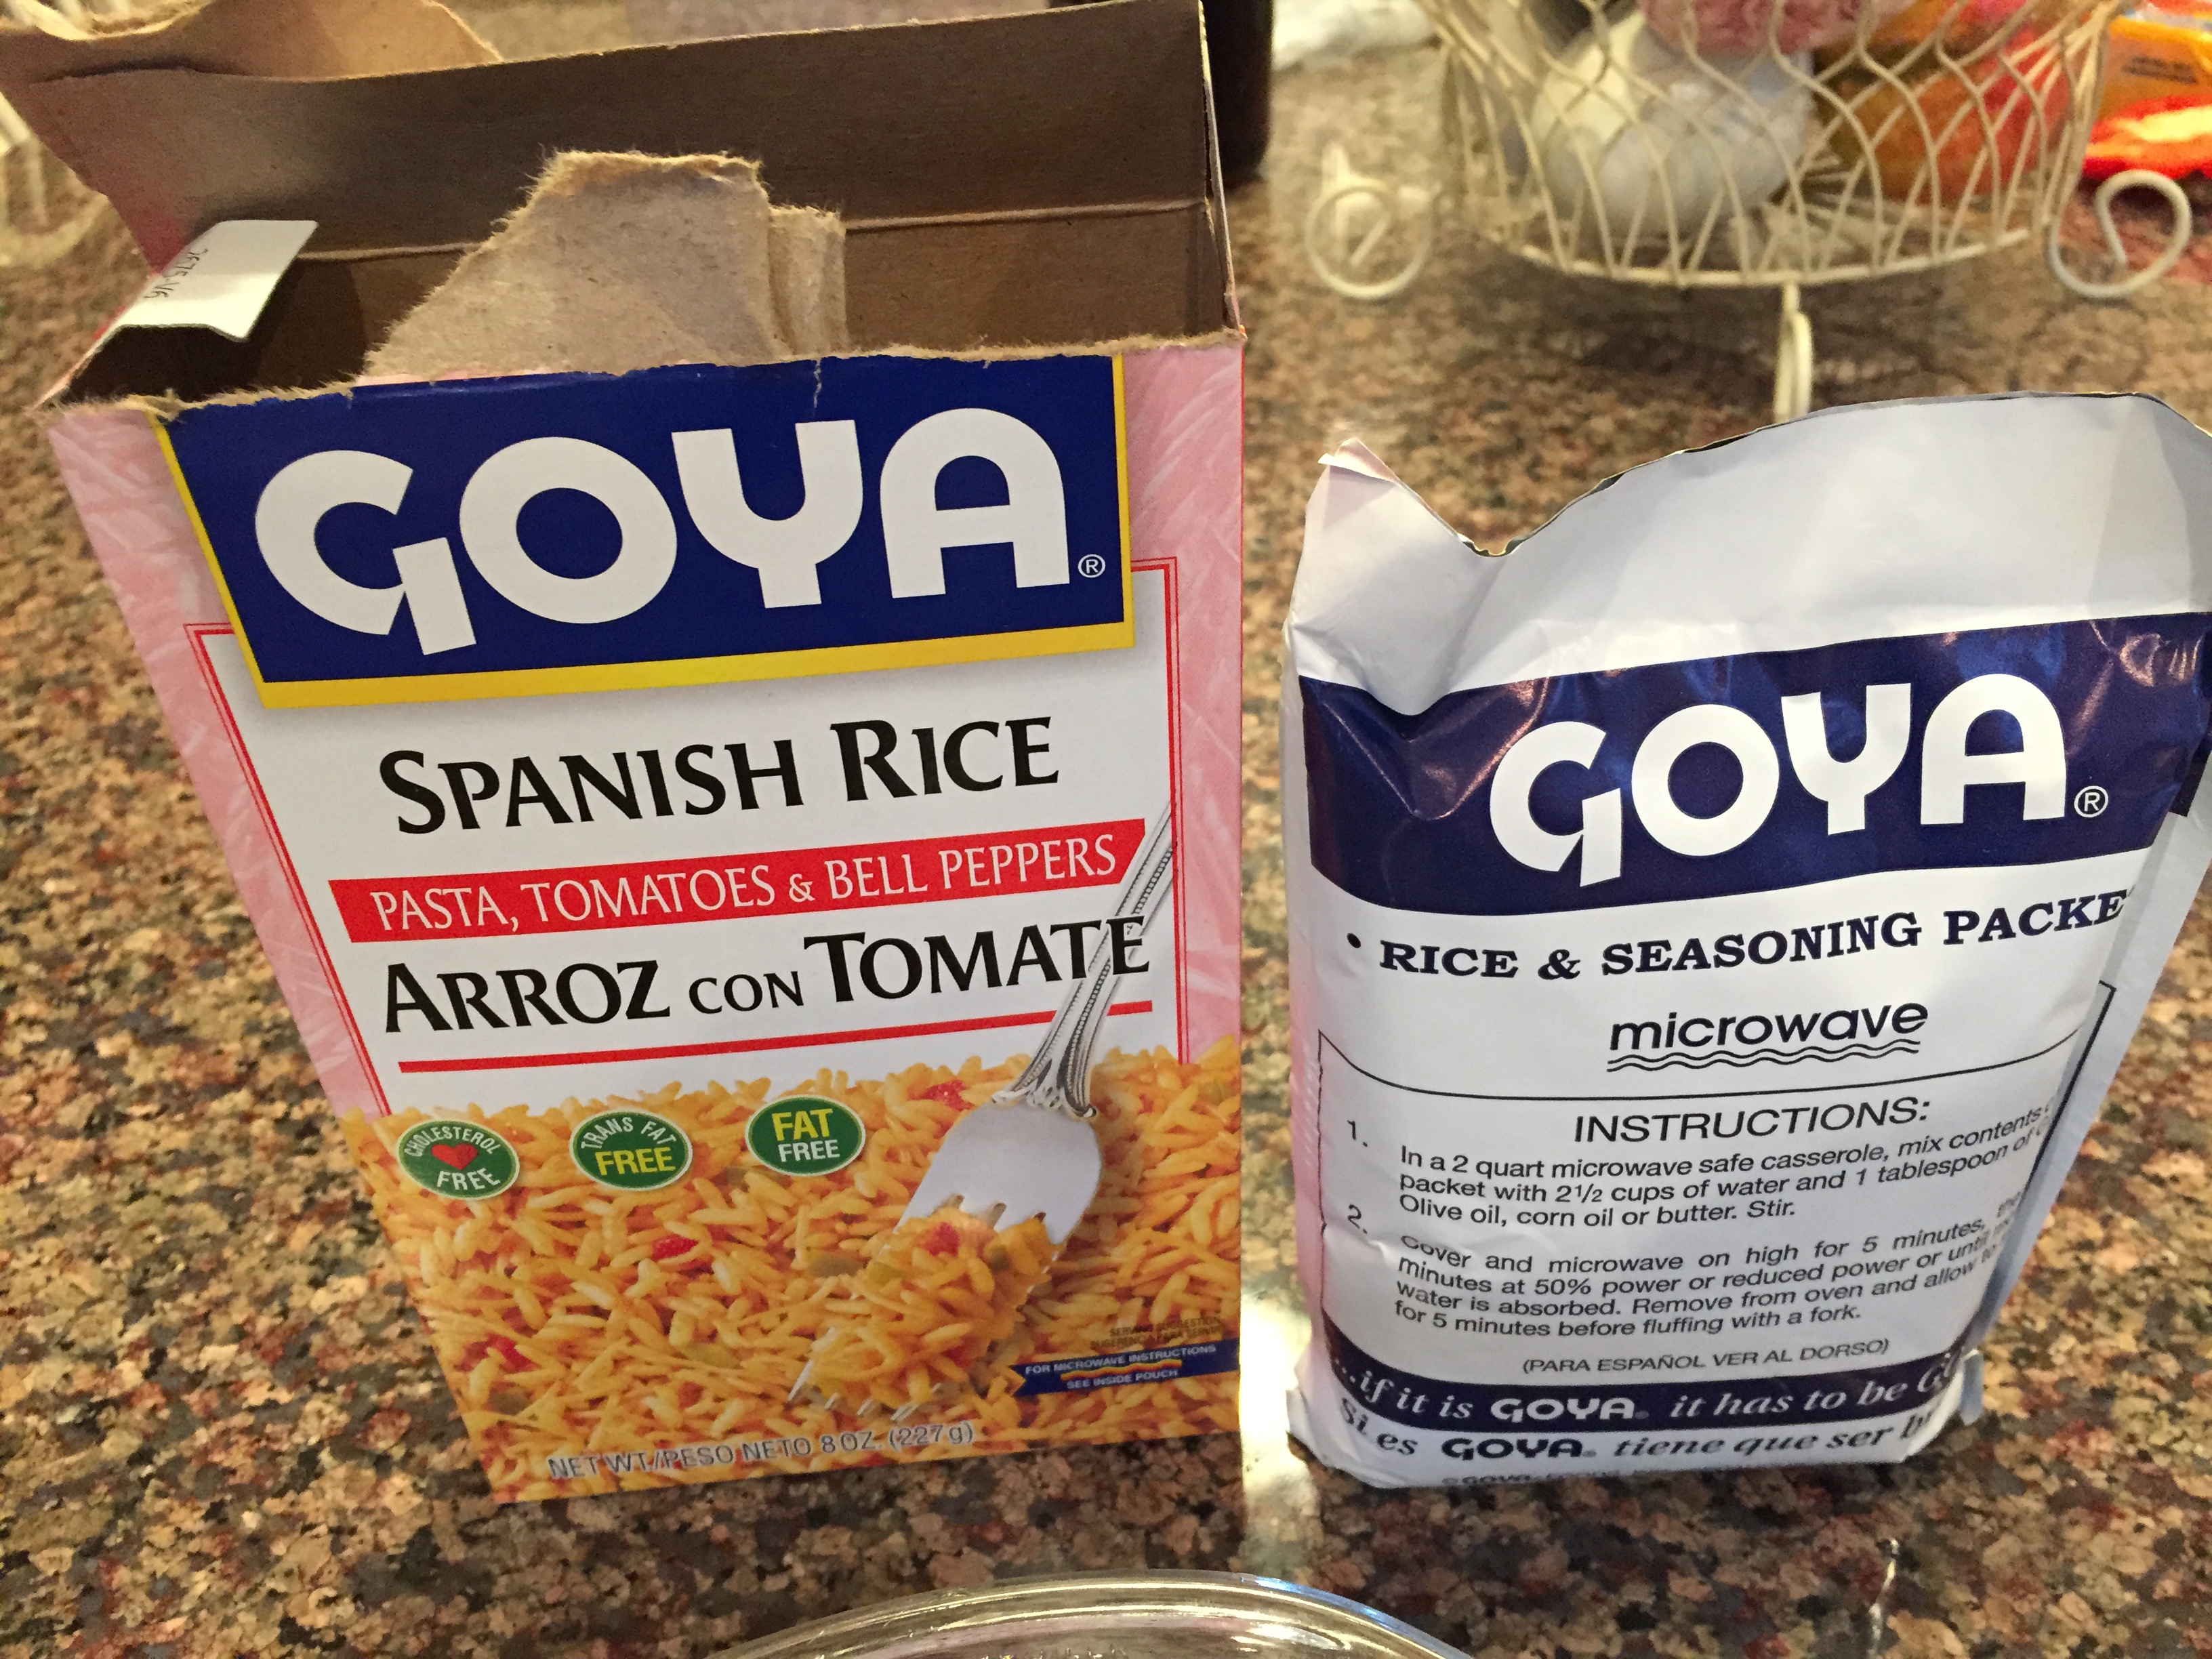 GOYA®
SPANISH RICE
PASTA, TOMATOES & BELL PEPPERS
ARROZ CON TOMATE
CHOLESTEROL
FREE
TRANS FAT
FREE
FAT
FREE
FOR MICROWAVE INSTRUCTIONS
SEE INSIDE POUCH
NET WT./PESO NETO 8 OZ. (227g)
GOYA®
• RICE & SEASONING PACKE
microwave
INSTRUCTIONS:
1. In a 2 quart microwave safe casserole, mix contents
packet with 2 1/2 cups of water and 1 tablespoon of
Olive oil, corn oil or butter. Stir.
2. Cover and microwave on high for 5 minutes,
minutes at 50% power or reduced power or until
water is absorbed. Remove from oven and allow to
for 5 minutes before fluffing with a fork.
(PARA ESPAÑOL VER AL DORSO)
...if it is GOYA® it has to be
Si es GOYA® tiene que ser